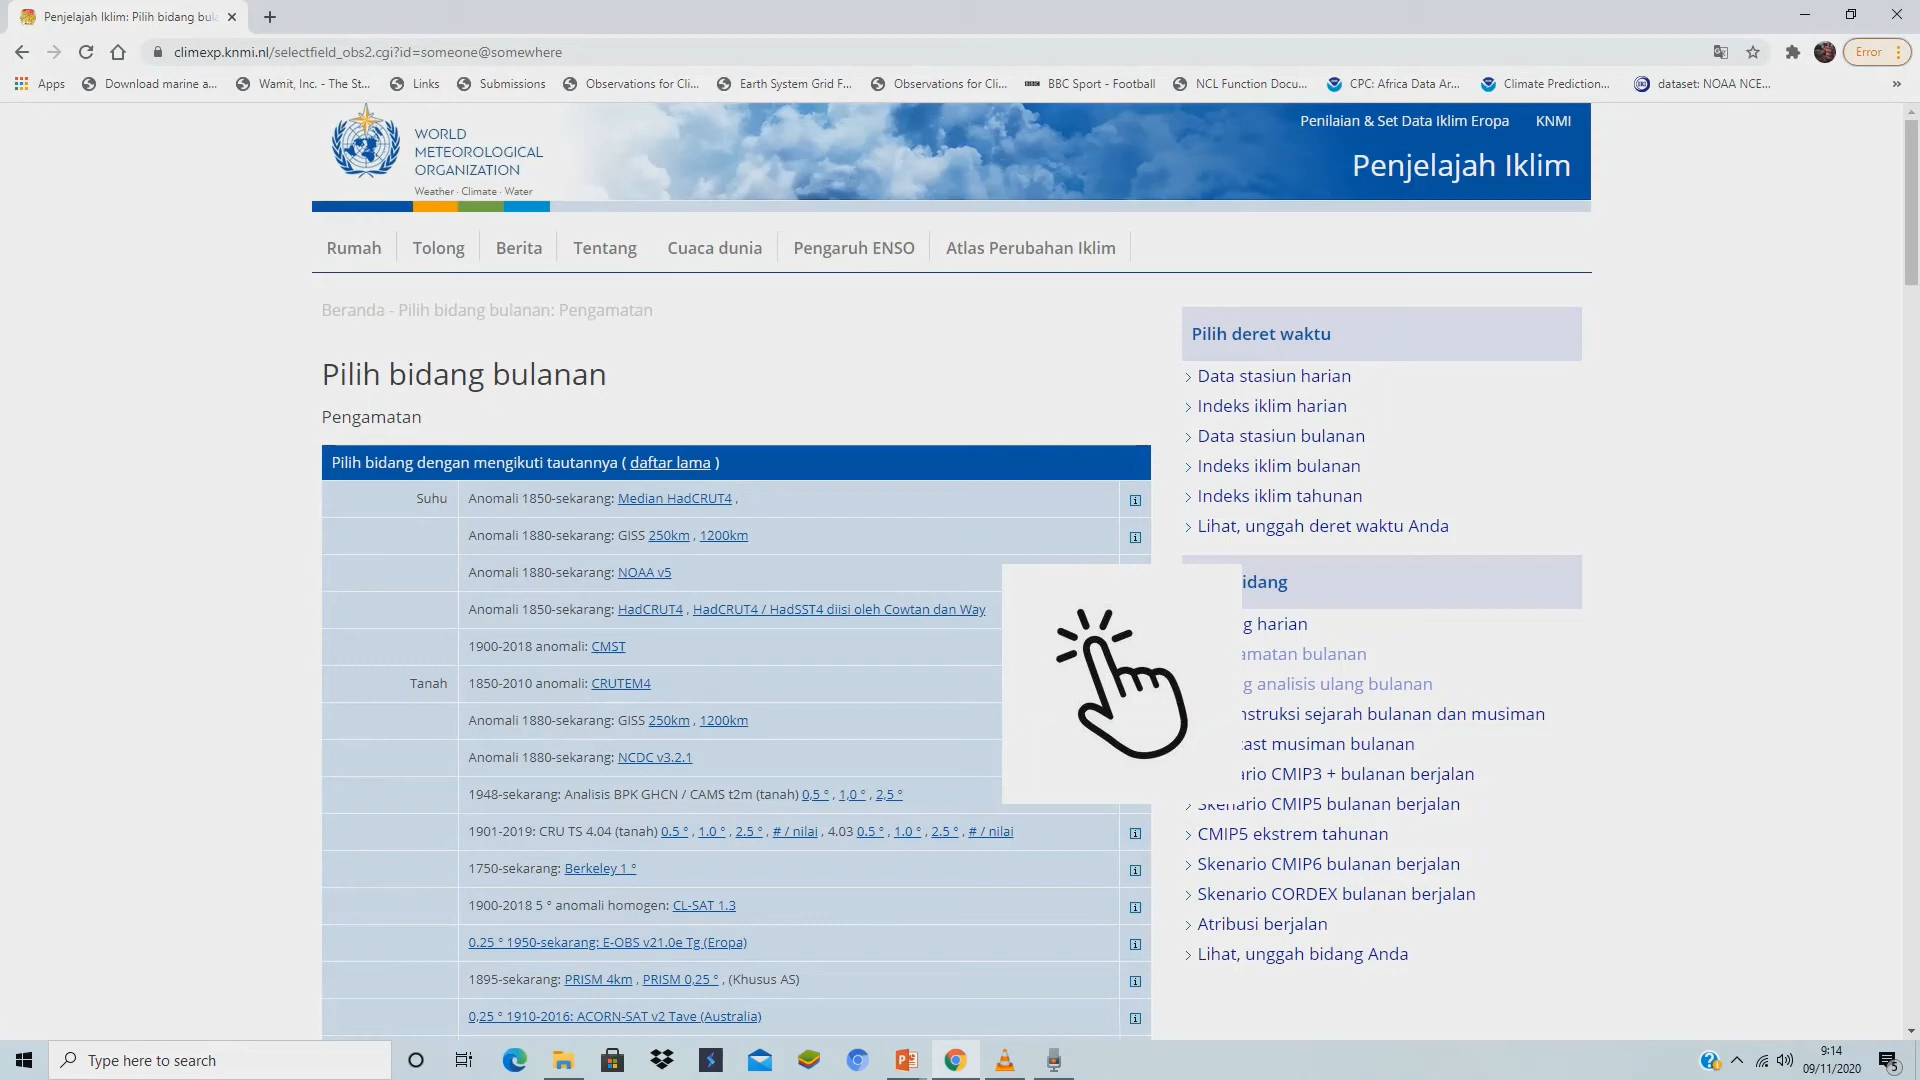 Penjelajah Iklim: Pilih bidang bula
climexp.knmi.nl/selectfield_obs2.cgi?id=someone@somewhere
Error
Apps
Download marine a...
Wamit, Inc. - The St...
Links
Submissions
Observations for Cli...
Earth System Grid F...
Observations for Cli...
BBC Sport - Football
NCL Function Docu...
CPC: Africa Data Ar...
Climate Prediction...
dataset: NOAA NCE...
WORLD
METEOROLOGICAL
ORGANIZATION
Weather · Climate · Water
Penilaian & Set Data Iklim Eropa KNMI
Penjelajah Iklim
Rumah
Tolong
Berita
Tentang
Cuaca dunia
Pengaruh ENSO
Atlas Perubahan Iklim
Beranda - Pilih bidang bulanan: Pengamatan
Pilih bidang bulanan
Pengamatan
Pilih bidang dengan mengikuti tautannya ( daftar lama )
Suhu Anomali 1850-sekarang: Median HadCRUT4 ,
Anomali 1880-sekarang: GISS 250km , 1200km
Anomali 1880-sekarang: NOAA v5
Anomali 1850-sekarang: HadCRUT4 , HadCRUT4 / HadSST4 diisi oleh Cowtan dan Way
1900-2018 anomali: CMST
Tanah 1850-2010 anomali: CRUTEM4
Anomali 1880-sekarang: GISS 250km , 1200km
Anomali 1880-sekarang: NCDC v3.2.1
1948-sekarang: Analisis BPK GHCN / CAMS t2m (tanah) 0,5 ° , 1,0 ° , 2,5 °
1901-2019: CRU TS 4.04 (tanah) 0.5 ° , 1.0 ° , 2.5 ° , # / nilai , 4.03 0.5 ° , 1.0 ° , 2.5 ° , # / nilai
1750-sekarang: Berkeley 1 °
1900-2018 5 ° anomali homogen: CL-SAT 1.3
0.25 ° 1950-sekarang: E-OBS v21.0e Tg (Eropa)
1895-sekarang: PRISM 4km , PRISM 0,25 ° , (Khusus AS)
0,25 ° 1910-2016: ACORN-SAT v2 Tave (Australia)
Pilih deret waktu
Data stasiun harian
Indeks iklim harian
Data stasiun bulanan
Indeks iklim bulanan
Indeks iklim tahunan
Lihat, unggah deret waktu Anda
idang
g harian
amatan bulanan
g analisis ulang bulanan
nstruksi sejarah bulanan dan musiman
cast musiman bulanan
ario CMIP3 + bulanan berjalan
Skenario CMIP5 bulanan berjalan
CMIP5 ekstrem tahunan
Skenario CMIP6 bulanan berjalan
Skenario CORDEX bulanan berjalan
Atribusi berjalan
Lihat, unggah bidang Anda
Type here to search
9:14
09/11/2020
5